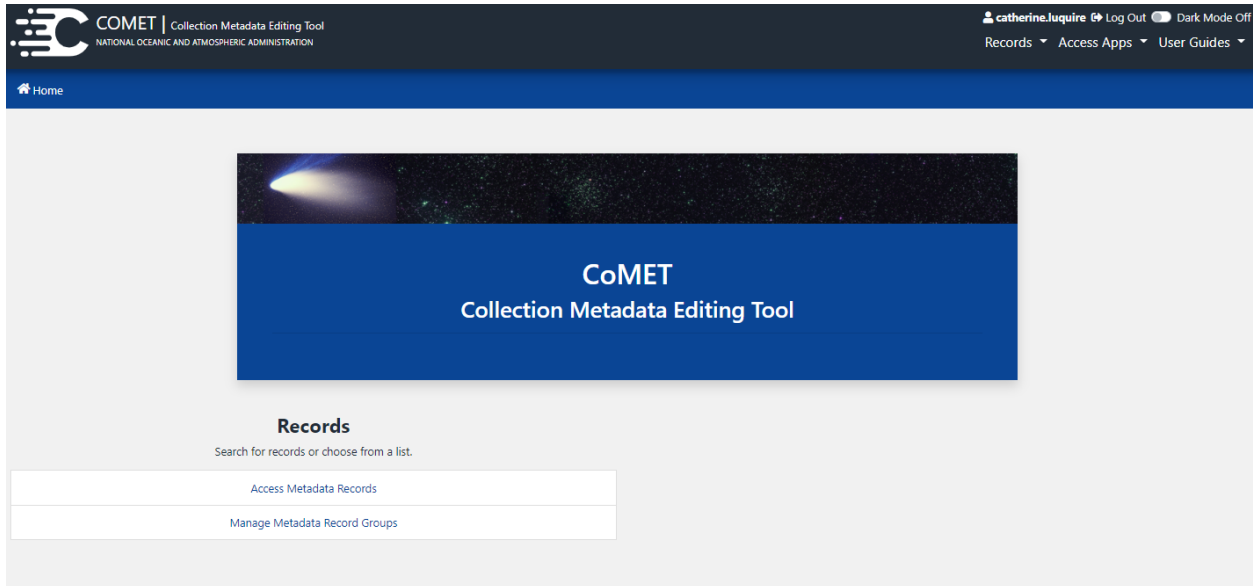 COMET | Collection Metadata Editing Tool
NATIONAL OCEANIC AND ATMOSPHERIC ADMINISTRATION
catherine.luquire Log Out Dark Mode Off
Records Access Apps User Guides
Home
CoMET
Collection Metadata Editing Tool
Records
Search for records or choose from a list.
Access Metadata Records
Manage Metadata Record Groups